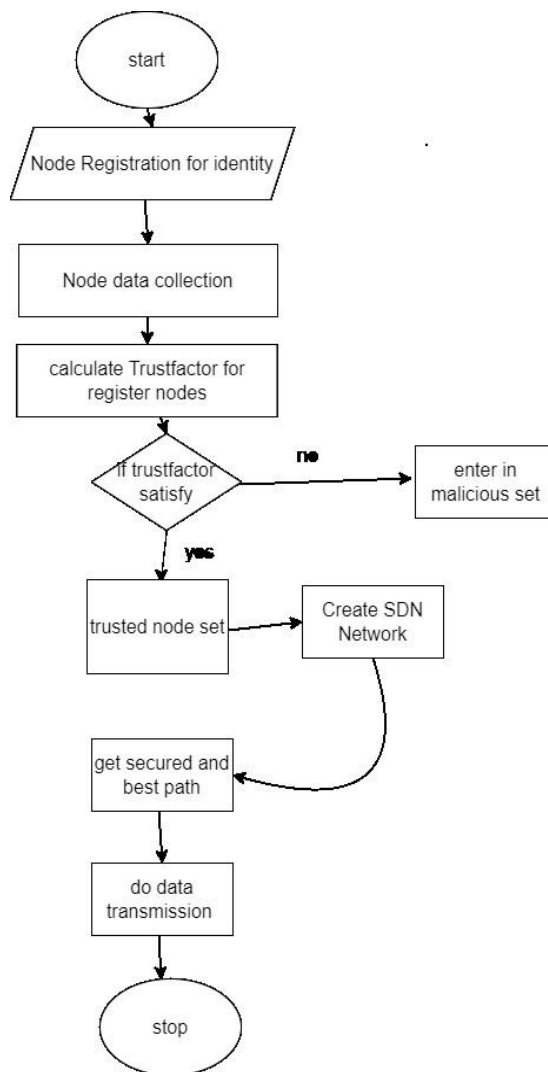 start
Node Registration for identity
Node data collection
calculate Trustfactor for
register nodes
If trustfactor
satisfy
no
enter in
malicious set
yes
trusted node set
Create SDN
Network
get secured and
best path
do data
transmission
stop